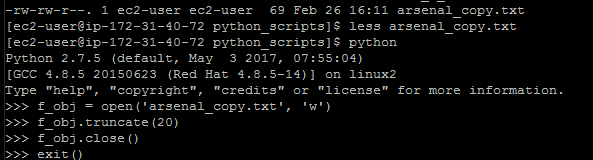 -rw-rw-r--. 1 ec2-user ec2-user  69 Feb 26 16:11 arsenal_copy.txt
[ec2-user@ip-172-31-40-72 python_scripts]$ less arsenal_copy.txt
[ec2-user@ip-172-31-40-72 python_scripts]$ python
Python 2.7.5 (default, May  3 2017, 07:55:04)
[GCC 4.8.5 20150623 (Red Hat 4.8.5-14)] on linux2
Type "help", "copyright", "credits" or "license" for more information.
>>> f_obj = open('arsenal_copy.txt', 'w')
>>> f_obj.truncate(20)
>>> f_obj.close()
>>> exit()